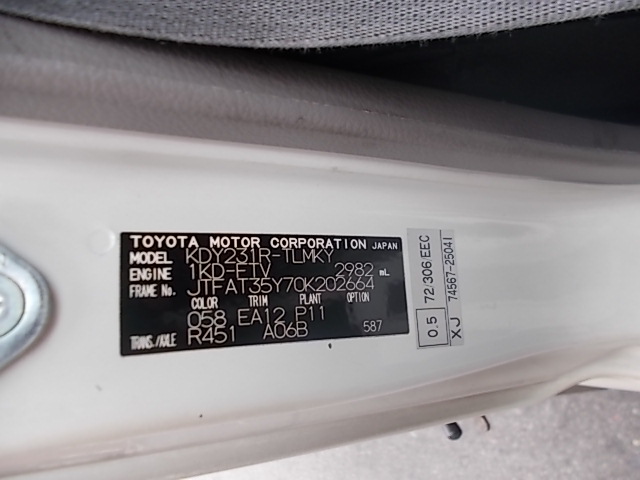 TOYOTA MOTOR CORPORATION JAPAN
MODEL KDY231R-TLMKY
ENGINE 1KD-FTV 2982 mL
FRAME No. JTFAT35Y70K202664
COLOR TRIM PLANT OPTION
058 EA12 P11
TRANS./AXLE R451 A06B 587
0.5 72/306 EEC
XJ 74567-25041